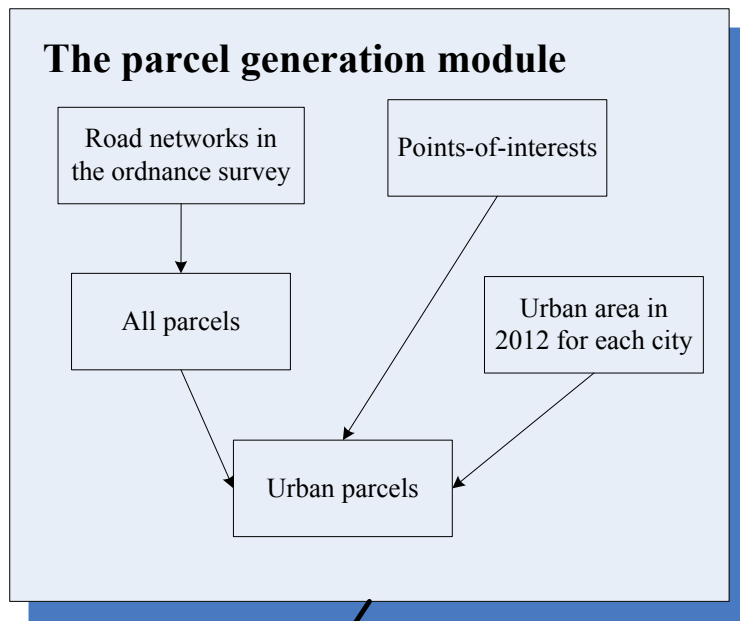 The parcel generation module
Road networks in
the ordnance survey
Points-of-interests
All parcels
Urban area in
2012 for each city
Urban parcels